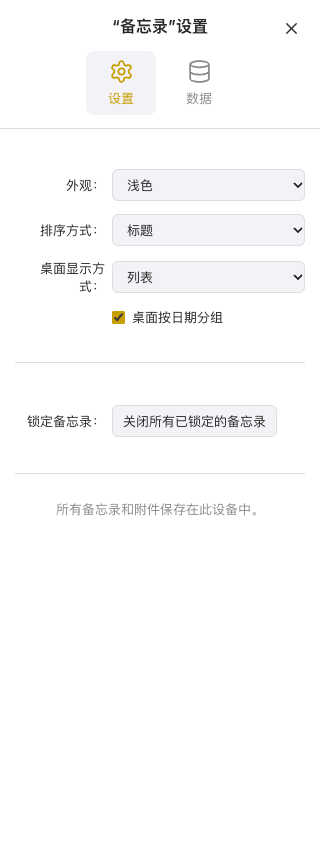 “备忘录”设置
设置
数据
外观：
浅色
排序方式：
标题
桌面显示方
式：
列表
桌面按日期分组
锁定备忘录：
关闭所有已锁定的备忘录
所有备忘录和附件保存在此设备中。